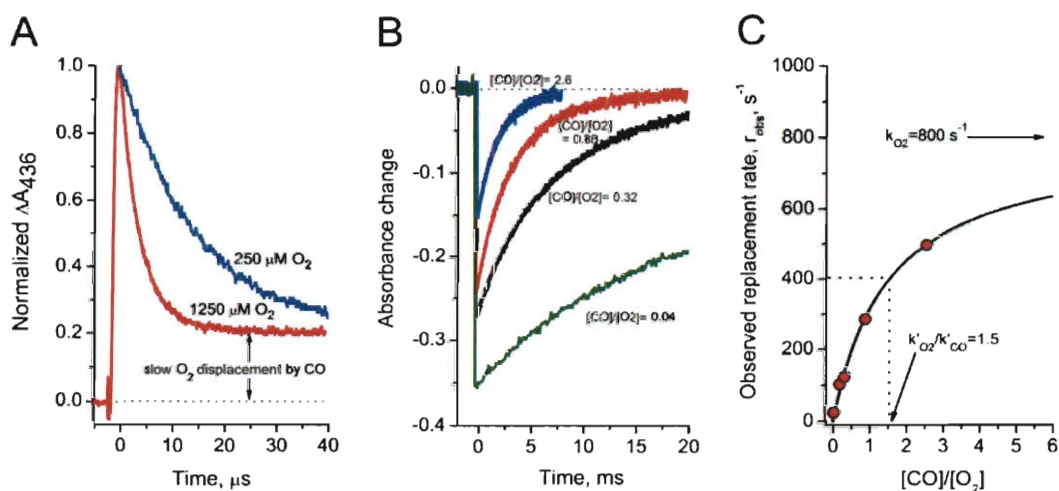 A
Normalized ΔA436
1.0
0.8
0.6
0.4
0.2
0.0
250 μM O2
1250 μM O2
slow O2 displacement by CO
0
10
20
30
40
Time, μs
B
Absorbance change
0.0
-0.1
-0.2
-0.3
-0.4
[CO]/[O2]= 2.6
[CO]/[O2]
[CO]/[O2]= 0.32
[CO]/[O2]= 0.04
0
5
10
15
20
Time, ms
C
Observed replacement rate, robs, s-1
1000
800
600
400
200
0
kO2=800 s-1
k'O2/k'CO=1.5
0
1
2
3
4
5
6
[CO]/[O2]